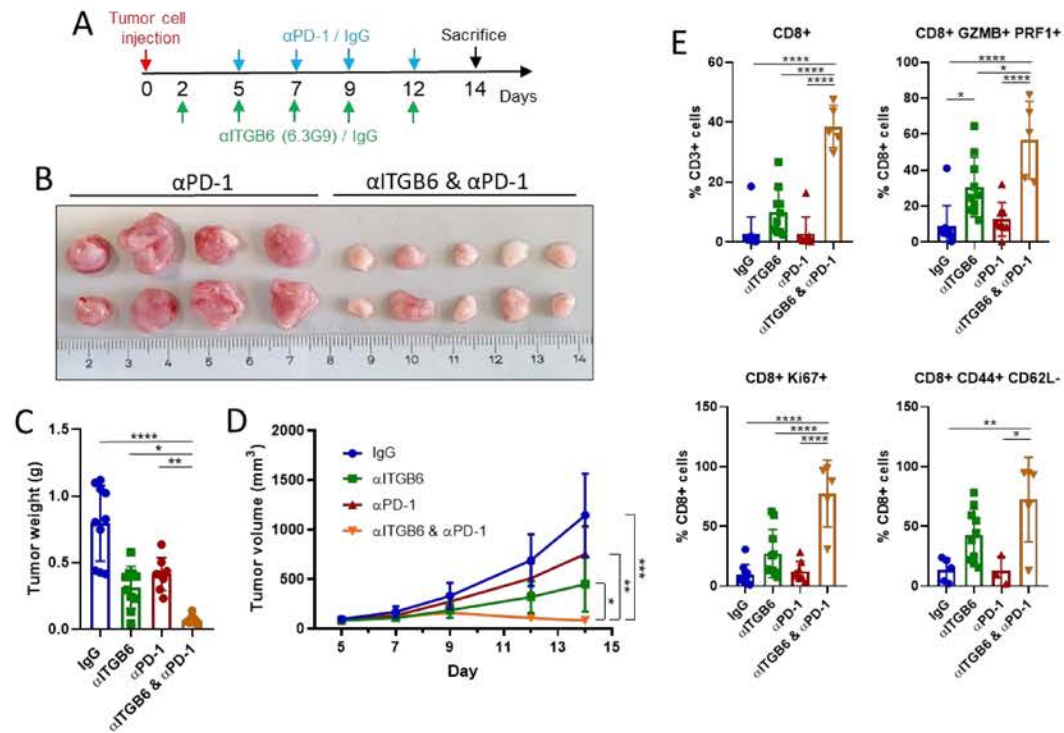 A
Tumor cell
injection
αPD-1 / IgG
Sacrifice
0 2 5 7 9 12 14 Days
αITGB6 (6.3G9) / IgG
B
αPD-1
αITGB6 & αPD-1
2 3 4 5 6 7 8 9 10 11 12 13 14
C
Tumor weight (g)
1.5
1.0
0.5
0.0
****
*
**
IgG
αITGB6
αPD-1
αITGB6 & αPD-1
D
Tumor volume (mm³)
2000
1500
1000
500
0
IgG
αITGB6
αPD-1
αITGB6 & αPD-1
*
**
***
5 7 9 11 13 15
Day
E
CD8+
% CD3+ cells
60
40
20
0
****
****
****
IgG
αITGB6
αPD-1
αITGB6 & αPD-1
CD8+ GZMB+ PRF1+
% CD8+ cells
100
80
60
40
20
0
****
*
****
*
IgG
αITGB6
αPD-1
αITGB6 & αPD-1
CD8+ Ki67+
% CD8+ cells
150
100
50
0
****
****
****
IgG
αITGB6
αPD-1
αITGB6 & αPD-1
CD8+ CD44+ CD62L-
% CD8+ cells
150
100
50
0
**
*
IgG
αITGB6
αPD-1
αITGB6 & αPD-1